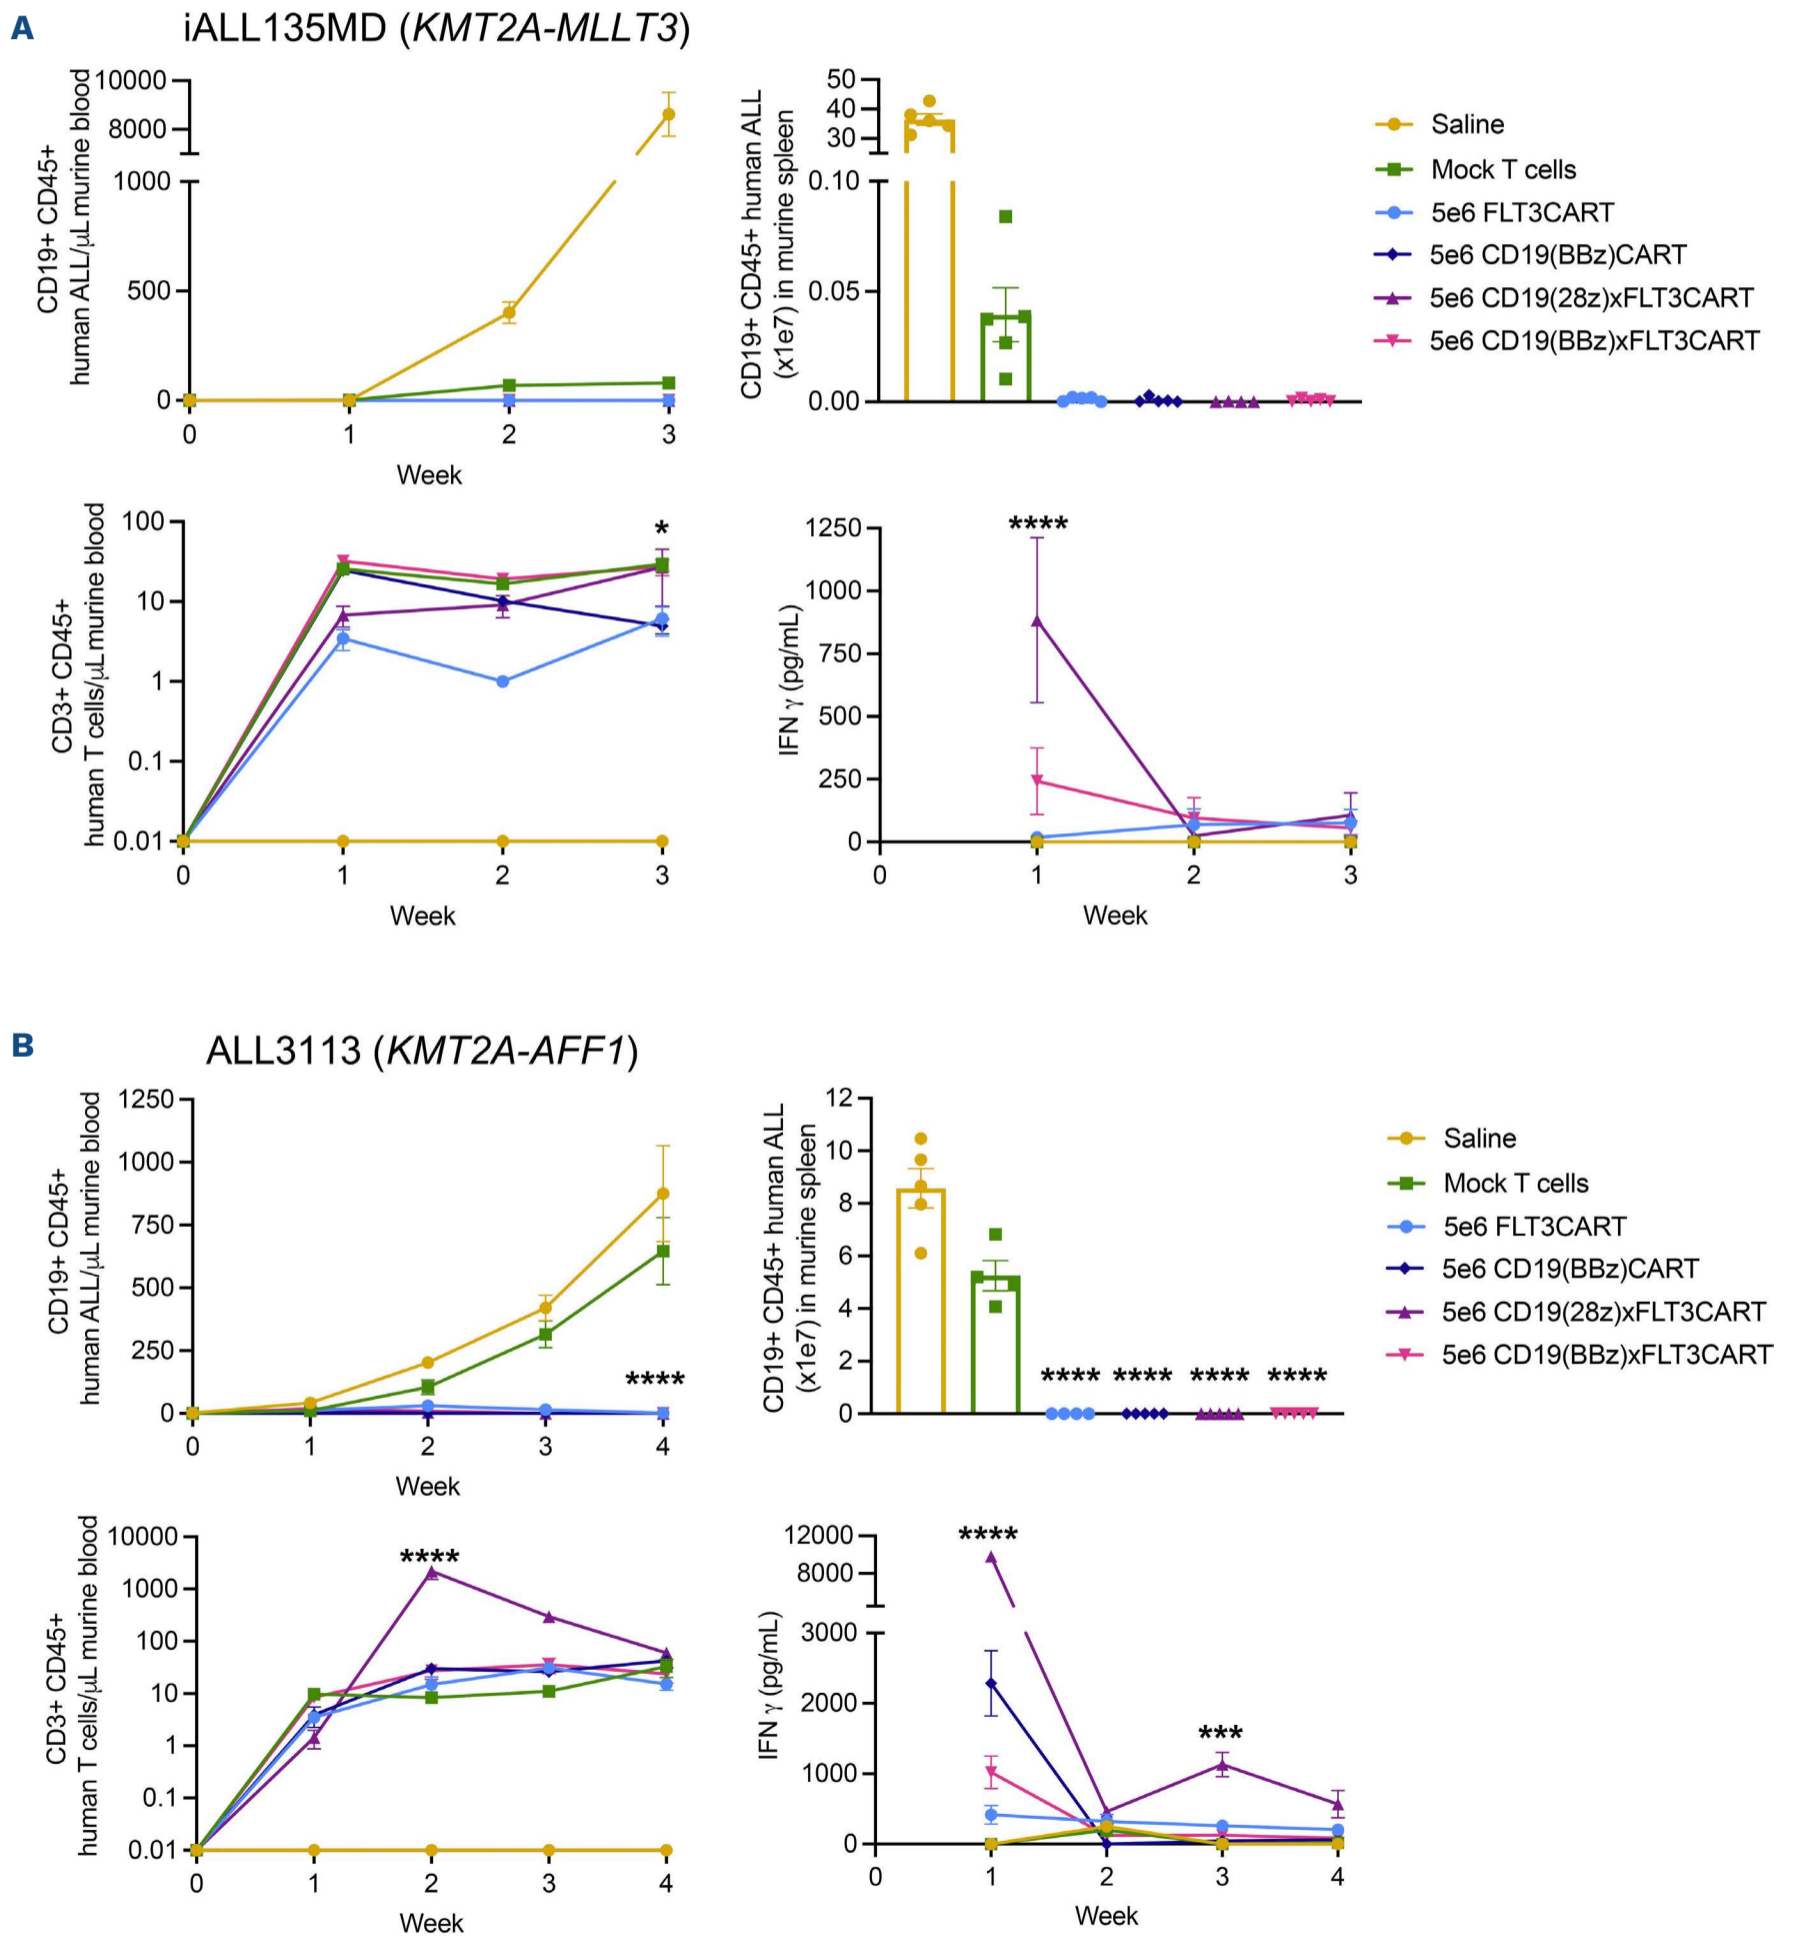 A
iALL135MD (KMT2A-MLLT3)
CD19+ CD45+
human ALL/μL murine blood
10000
8000
1000
500
0
0 1 2 3
Week
CD19+ CD45+ human ALL
(x1e7) in murine spleen
50
40
30
0.10
0.05
0.00
Saline
Mock T cells
5e6 FLT3CART
5e6 CD19(BBz)CART
5e6 CD19(28z)xFLT3CART
5e6 CD19(BBz)xFLT3CART
CD3+ CD45+
human T cells/μL murine blood
100
10
1
0.1
0.01
*
0 1 2 3
Week
IFN γ (pg/mL)
1250
1000
750
500
250
0
****
0 1 2 3
Week
B
ALL3113 (KMT2A-AFF1)
CD19+ CD45+
human ALL/μL murine blood
1250
1000
750
500
250
0
****
0 1 2 3 4
Week
CD19+ CD45+ human ALL
(x1e7) in murine spleen
12
10
8
6
4
2
0
**** **** **** ****
Saline
Mock T cells
5e6 FLT3CART
5e6 CD19(BBz)CART
5e6 CD19(28z)xFLT3CART
5e6 CD19(BBz)xFLT3CART
CD3+ CD45+
human T cells/μL murine blood
10000
1000
100
10
1
0.1
0.01
****
0 1 2 3 4
Week
IFN γ (pg/mL)
12000
8000
3000
2000
1000
0
****
***
0 1 2 3 4
Week